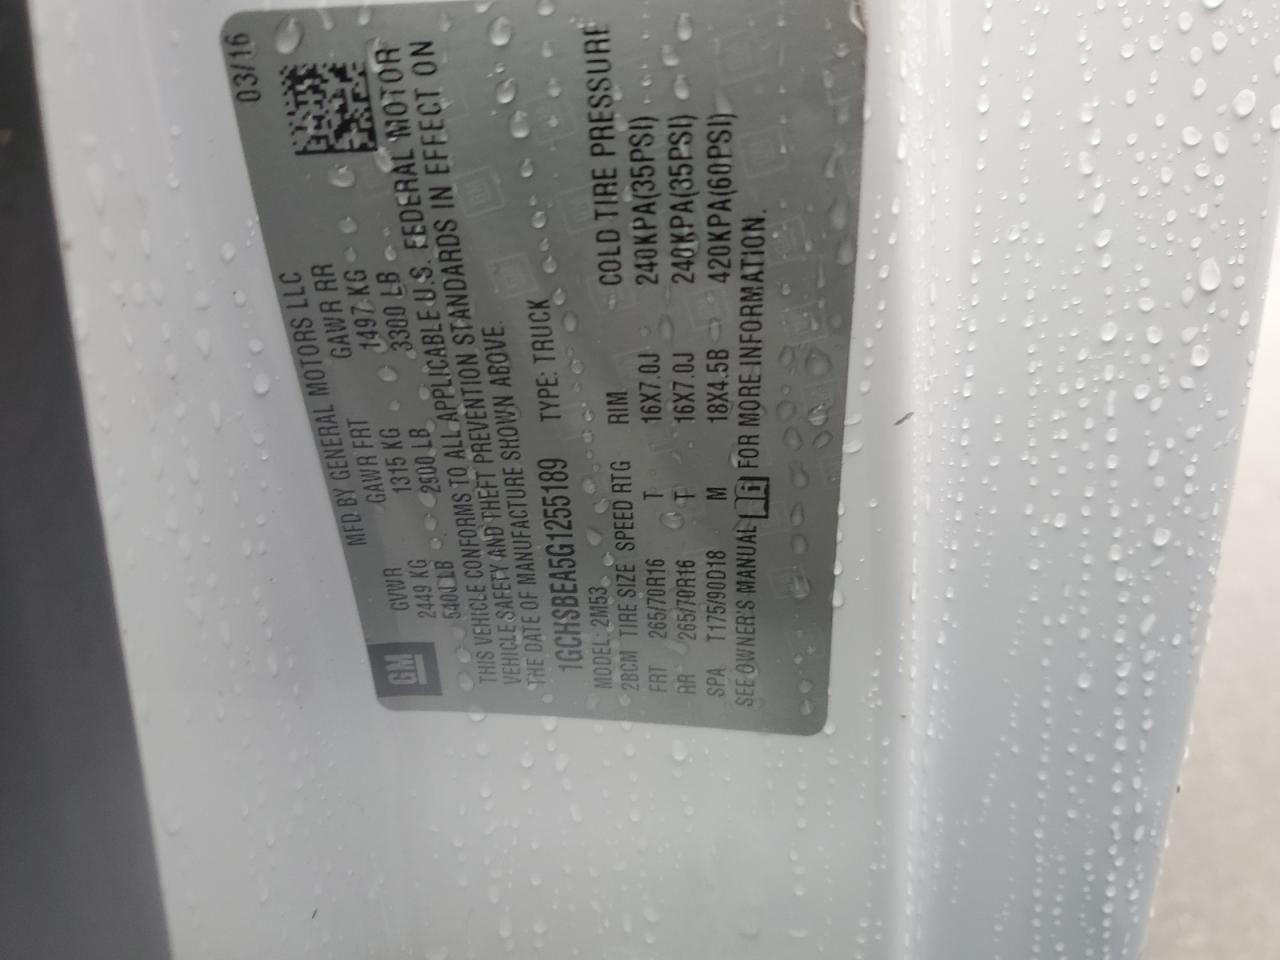 03/16
MFD BY GENERAL MOTORS LLC
GM
GVWR GAWR FRT GAWR RR
2449 KG 1315 KG 1497 KG
5400 LB 2900 LB 3300 LB
THIS VEHICLE CONFORMS TO ALL APPLICABLE U.S. FEDERAL MOTOR
VEHICLE SAFETY AND THEFT PREVENTION STANDARDS IN EFFECT ON
THE DATE OF MANUFACTURE SHOWN ABOVE.
1GCHSBEA5G1255189 TYPE: TRUCK
MODEL: 2M53
2BCM TIRE SIZE SPEED RTG RIM COLD TIRE PRESSURE
FRT 265/70R16 T 16X7.0J 240KPA(35PSI)
RR 265/70R16 T 16X7.0J 240KPA(35PSI)
SPA T175/90D18 M 18X4.5B 420KPA(60PSI)
SEE OWNER'S MANUAL i FOR MORE INFORMATION.